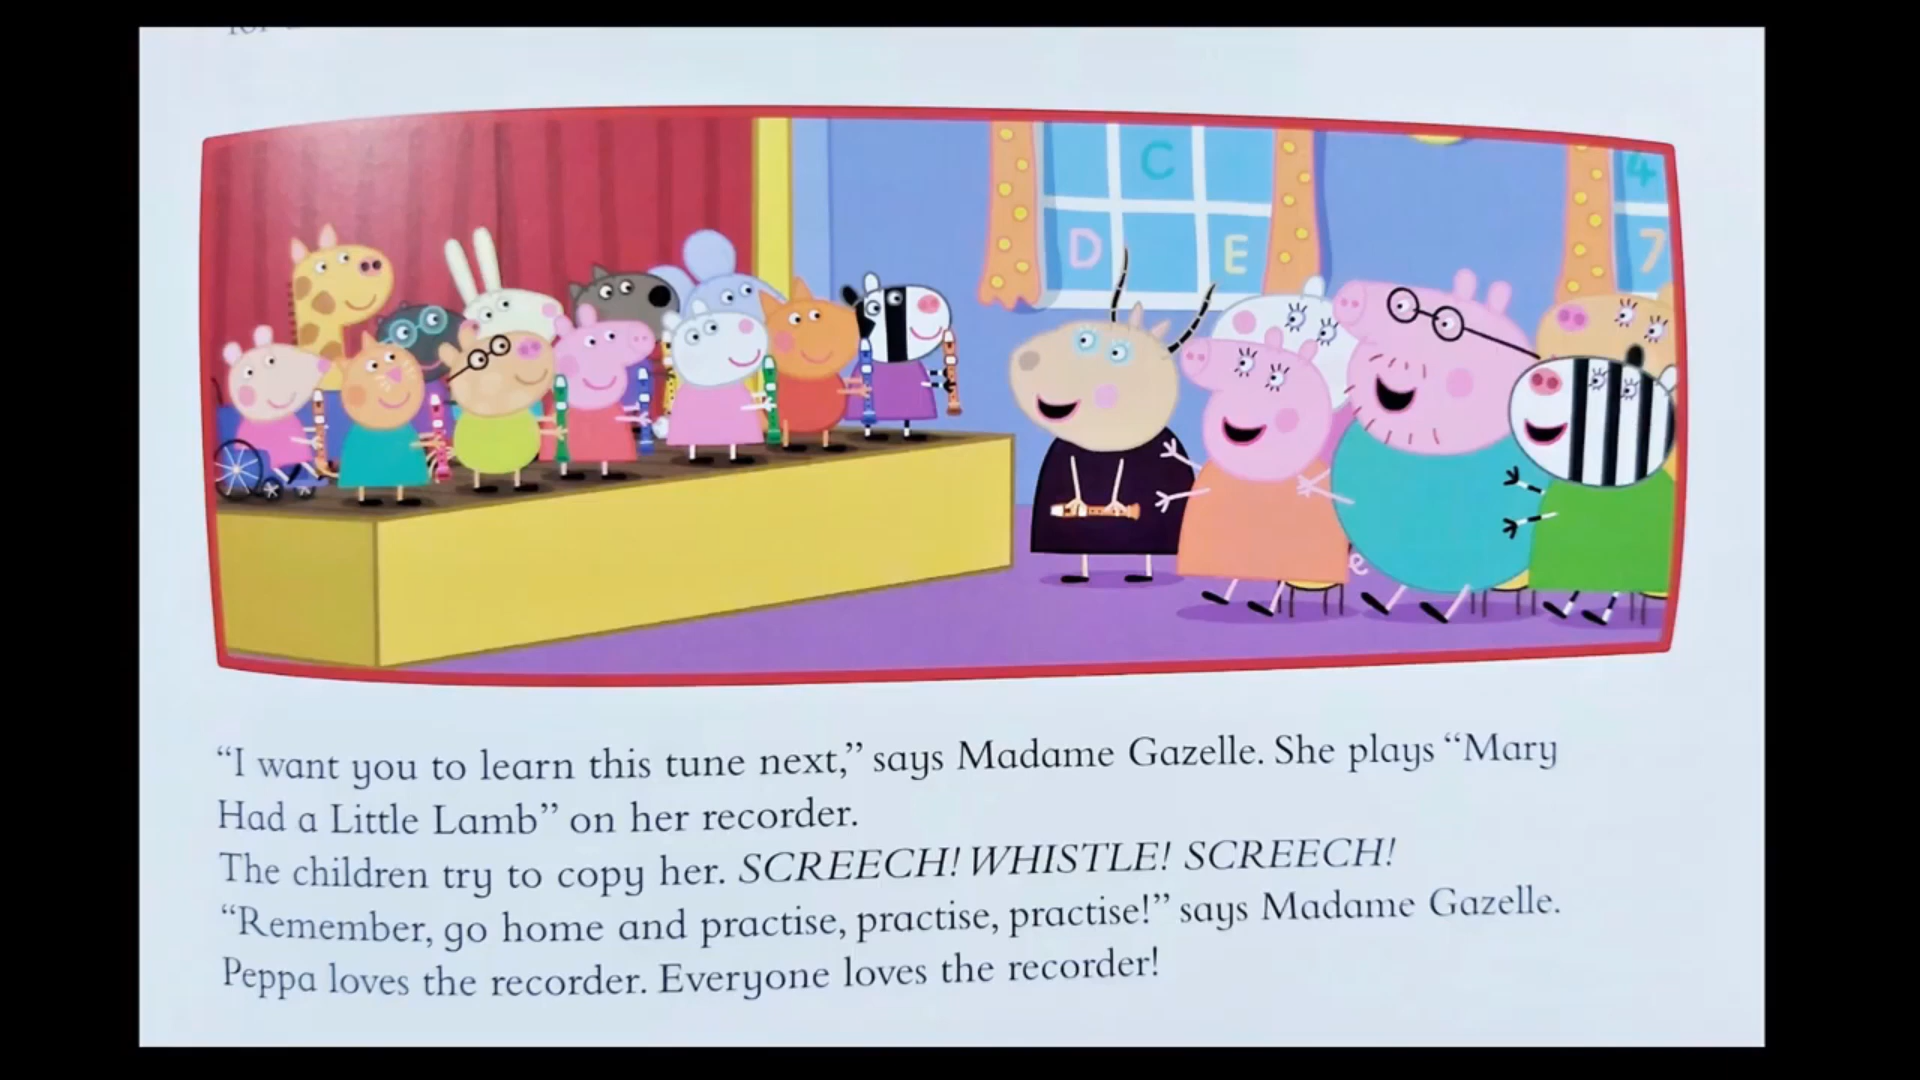 C
D E
4
7
“I want you to learn this tune next,” says Madame Gazelle. She plays “Mary
Had a Little Lamb” on her recorder.
The children try to copy her. SCREECH! WHISTLE! SCREECH!
“Remember, go home and practise, practise, practise!” says Madame Gazelle.
Peppa loves the recorder. Everyone loves the recorder!